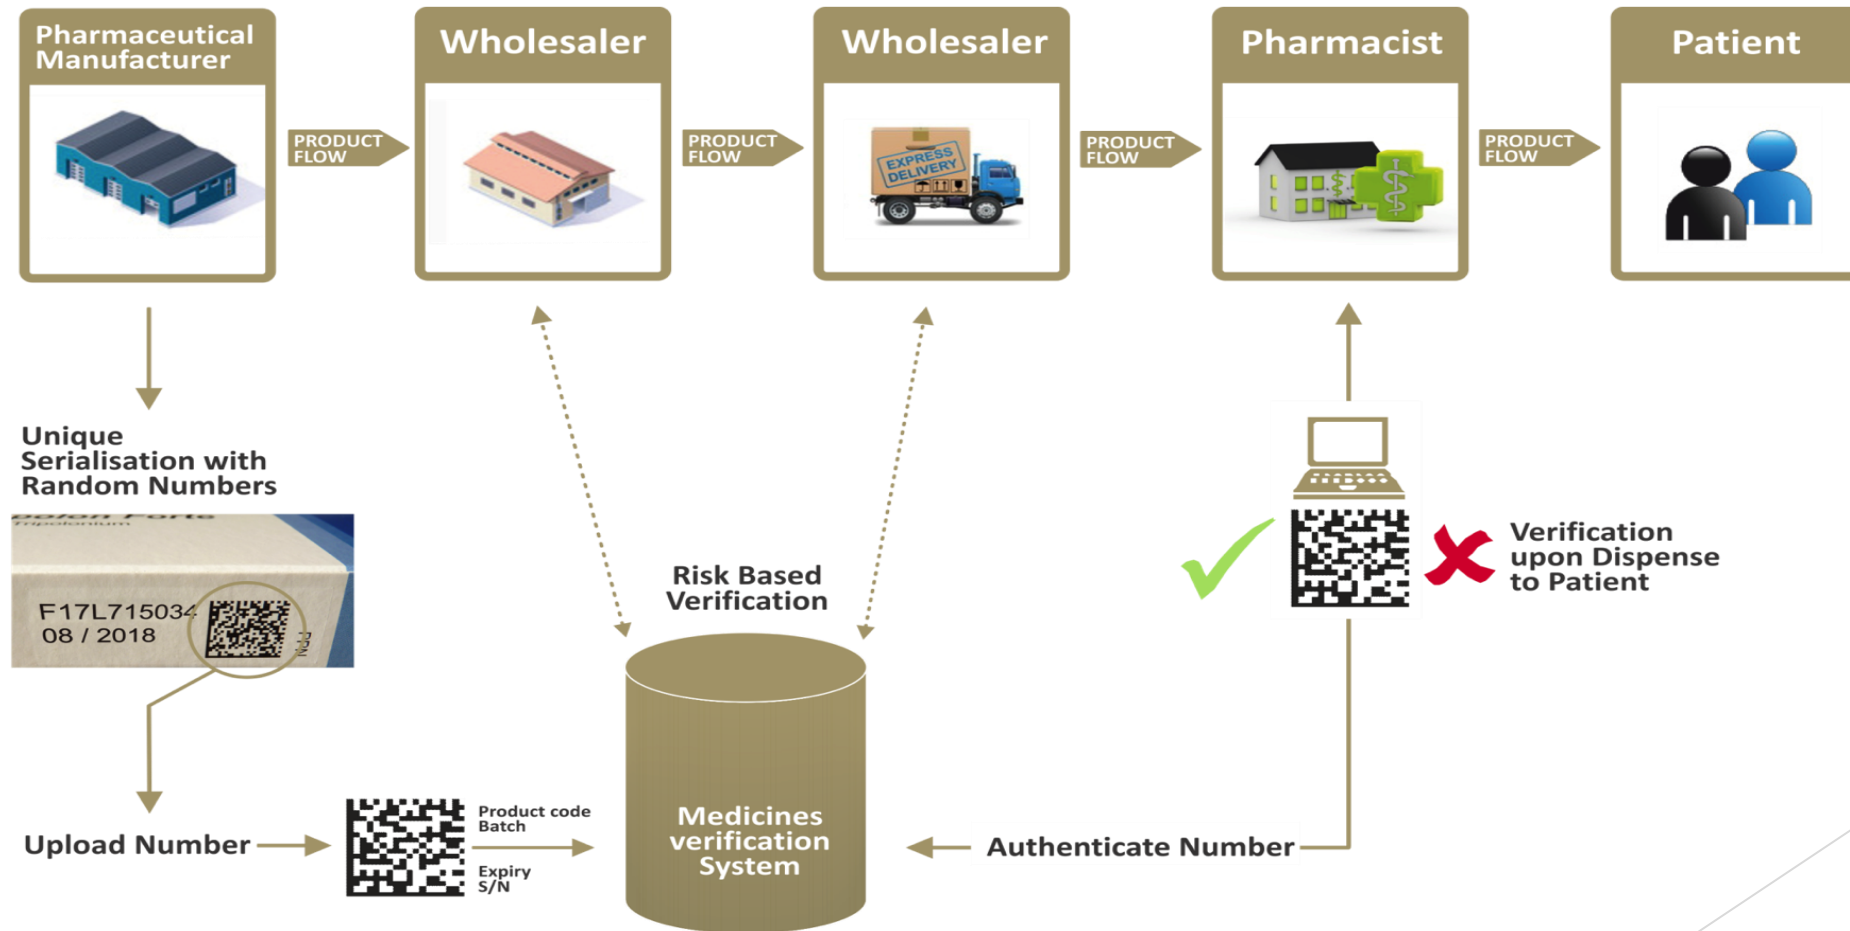 Pharmaceutical
Manufacturer
Wholesaler
Wholesaler
Pharmacist
Patient
PRODUCT
FLOW
PRODUCT
FLOW
EXPRESS
DELIVERY
PRODUCT
FLOW
PRODUCT
FLOW
Unique
Serialisation with
Random Numbers
Tripolonium
F17L715034
08 / 2018
PPN
Risk Based
Verification
Verification
upon Dispense
to Patient
Upload Number
Product code
Batch
Expiry
S/N
Medicines
verification
System
Authenticate Number